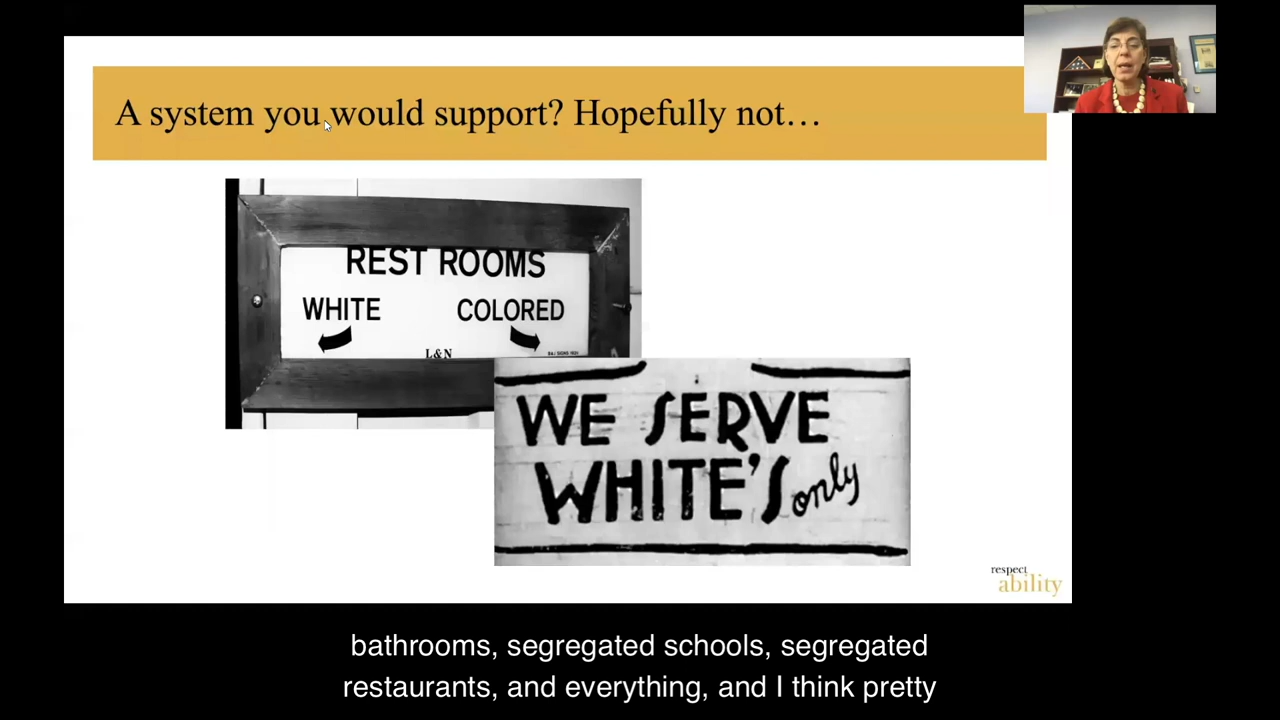 A system you would support? Hopefully not…
REST ROOMS
WHITE COLORED
L&N
WE SERVE
WHITE'S only
respect
ability
bathrooms, segregated schools, segregated
restaurants, and everything, and I think pretty